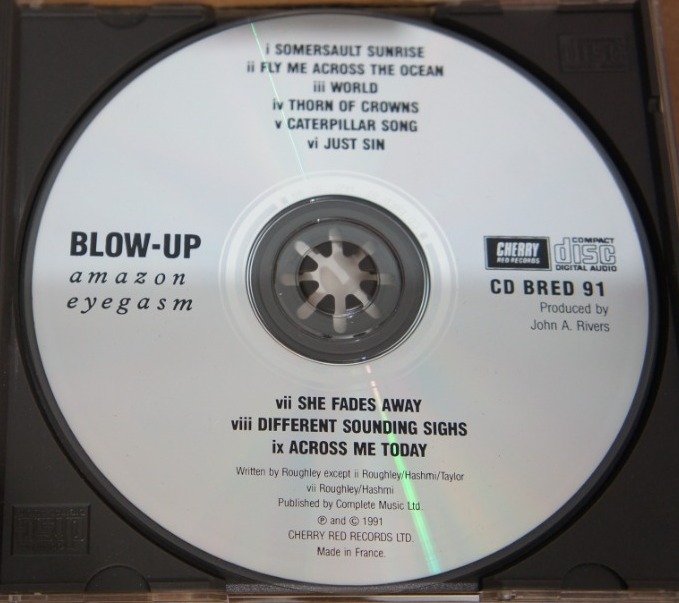 i SOMERSAULT SUNRISE
ii FLY ME ACROSS THE OCEAN
iii WORLD
iv THORN OF CROWNS
v CATERPILLAR SONG
vi JUST SIN
BLOW-UP
amazon
eyegasm
CHERRY
RED RECORDS
COMPACT
disc
DIGITAL AUDIO
CD BRED 91
Produced by
John A. Rivers
vii SHE FADES AWAY
viii DIFFERENT SOUNDING SIGHS
ix ACROSS ME TODAY
Written by Roughley except ii Roughley/Hashmi/Taylor
vii Roughley/Hashmi
Published by Complete Music Ltd.
℗ and © 1991
CHERRY RED RECORDS LTD.
Made in France.
disc